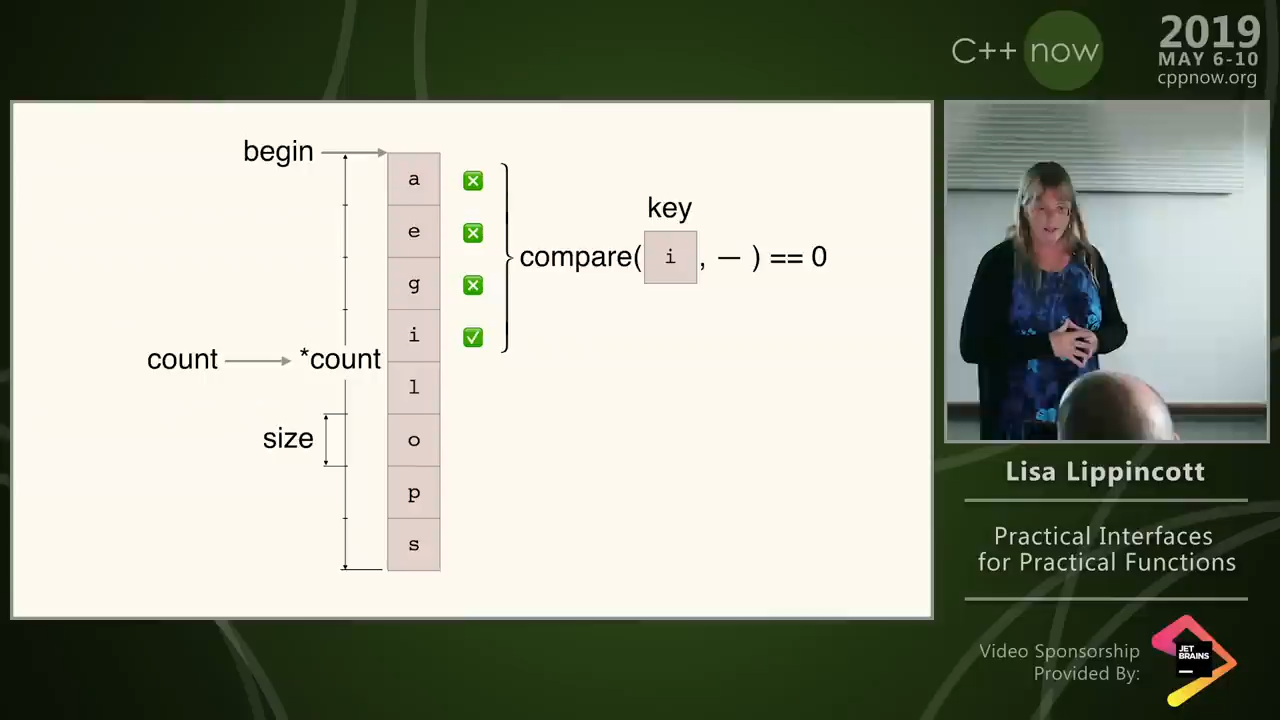 C++ now
2019
MAY 6-10
cppnow.org
begin
a
e
g
i
l
o
p
s
count
*count
size
key
compare( i , — ) == 0
Lisa Lippincott
Practical Interfaces
for Practical Functions
Video Sponsorship
Provided By:
JET
BRAINS